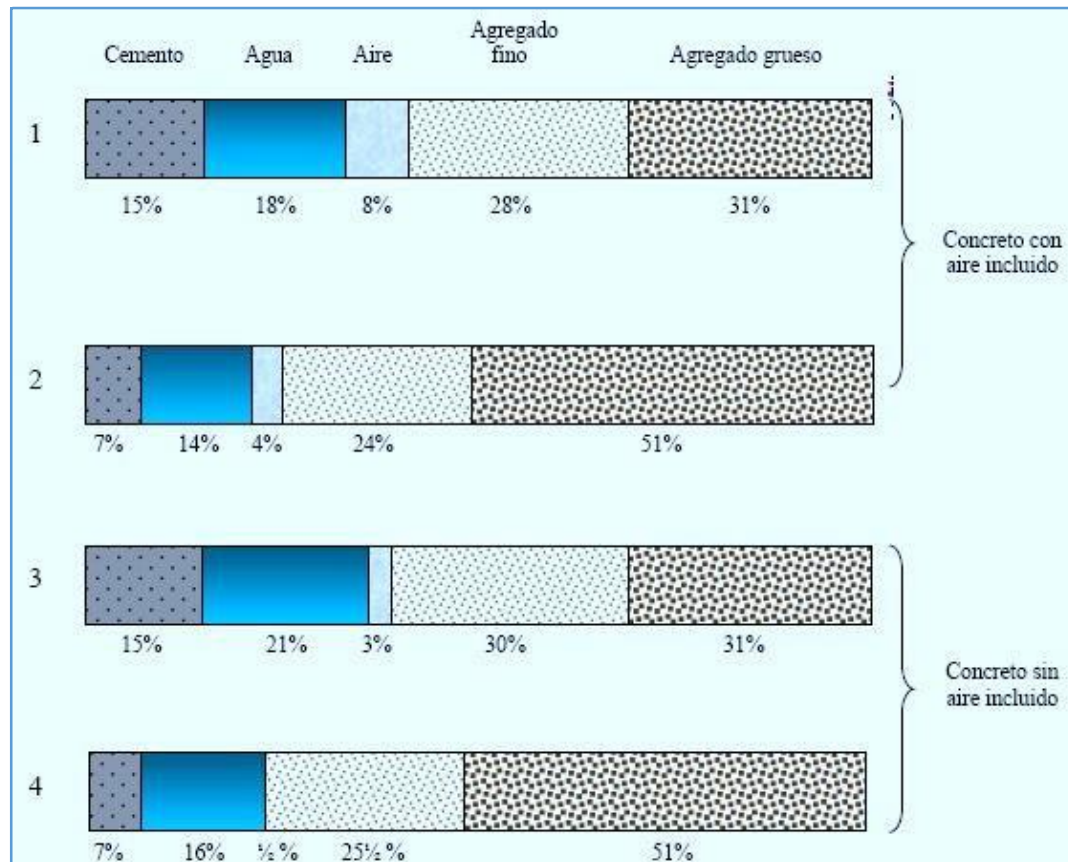 Cemento Agua Aire Agregado fino Agregado grueso
1
15% 18% 8% 28% 31%
Concreto con
aire incluido
2
7% 14% 4% 24% 51%
3
15% 21% 3% 30% 31%
Concreto sin
aire incluido
4
7% 16% ½ % 25½ % 51%